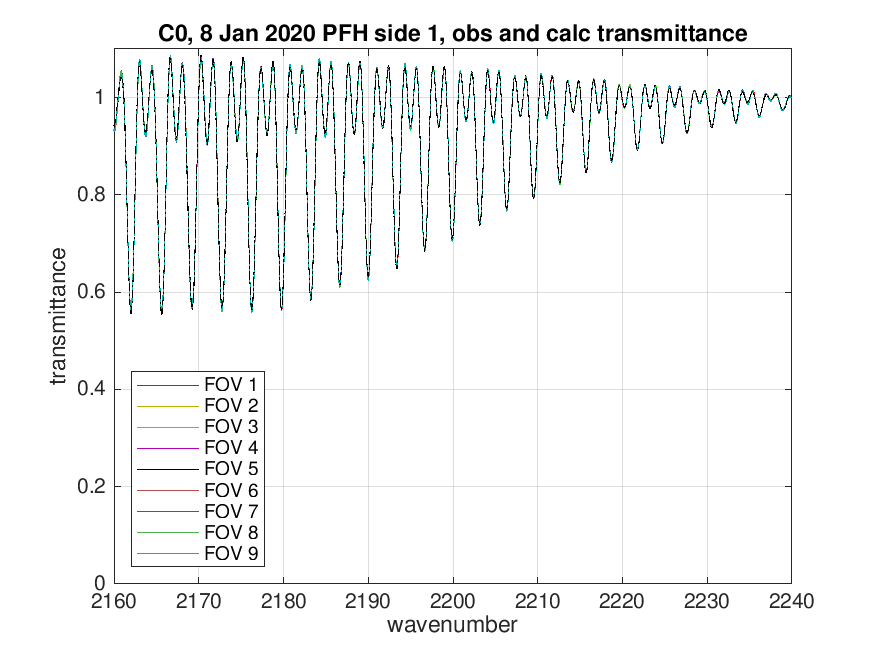 C0, 8 Jan 2020 PFH side 1, obs and calc transmittance
transmittance
1
0.8
0.6
0.4
0.2
0
FOV 1
FOV 2
FOV 3
FOV 4
FOV 5
FOV 6
FOV 7
FOV 8
FOV 9
2160 2170 2180 2190 2200 2210 2220 2230 2240
wavenumber